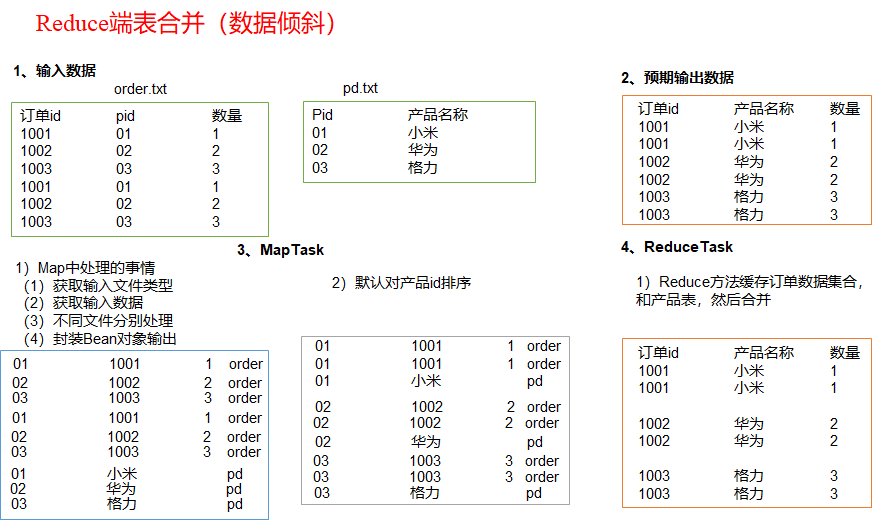 Reduce端表合并（数据倾斜）
1、输入数据
order.txt
订单id pid 数量
1001 01 1
1002 02 2
1003 03 3
1001 01 1
1002 02 2
1003 03 3
pd.txt
Pid 产品名称
01 小米
02 华为
03 格力
2、预期输出数据
订单id 产品名称 数量
1001 小米 1
1001 小米 1
1002 华为 2
1002 华为 2
1003 格力 3
1003 格力 3
3、MapTask
1）Map中处理的事情
（1）获取输入文件类型
（2）获取输入数据
（3）不同文件分别处理
（4）封装Bean对象输出
01 1001 1 order
02 1002 2 order
03 1003 3 order
01 1001 1 order
02 1002 2 order
03 1003 3 order
01 小米 pd
02 华为 pd
03 格力 pd
2）默认对产品id排序
01 1001 1 order
01 1001 1 order
01 小米 pd
02 1002 2 order
02 1002 2 order
02 华为 pd
03 1003 3 order
03 1003 3 order
03 格力 pd
4、ReduceTask
1）Reduce方法缓存订单数据集合，
和产品表，然后合并
订单id 产品名称 数量
1001 小米 1
1001 小米 1
1002 华为 2
1002 华为 2
1003 格力 3
1003 格力 3